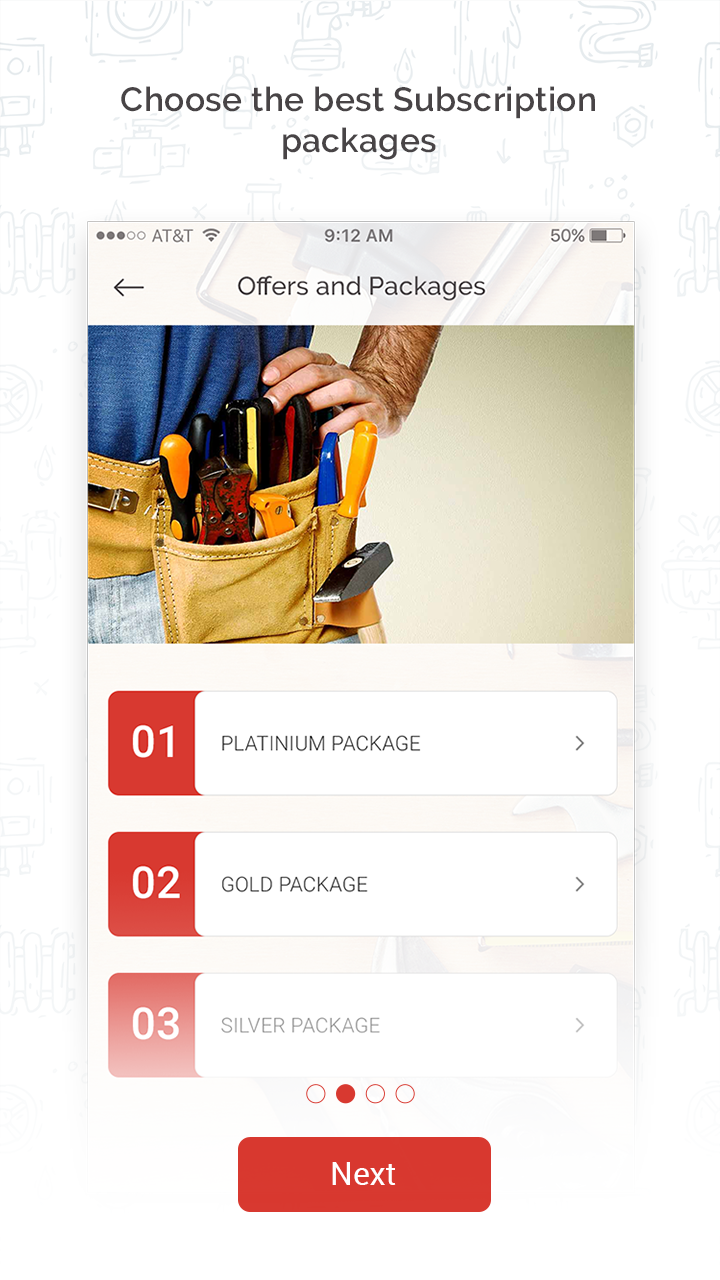 Choose the best Subscription
packages
AT&T 9:12 AM 50%
Offers and Packages
01 PLATINIUM PACKAGE
02 GOLD PACKAGE
03 SILVER PACKAGE
Next